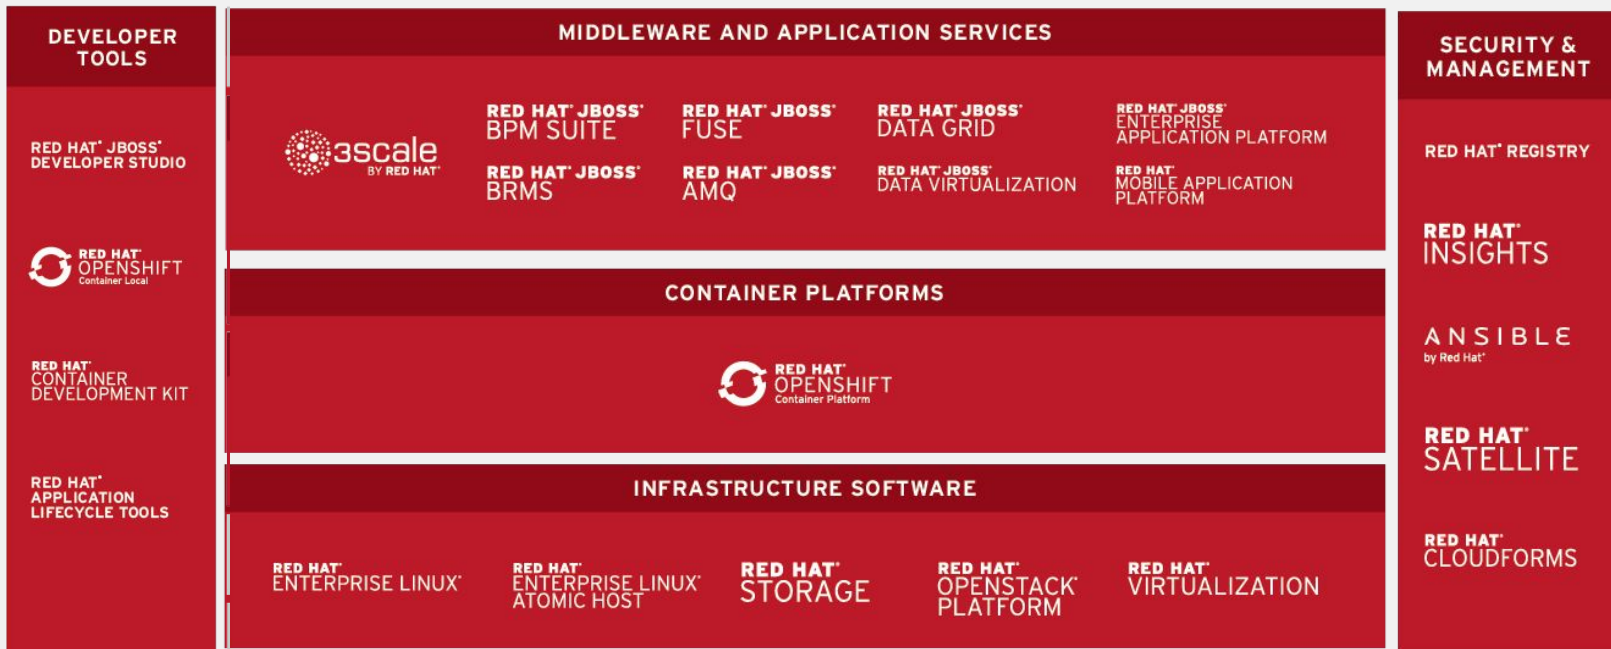 DEVELOPER
TOOLS
RED HAT® JBOSS®
DEVELOPER STUDIO
RED HAT®
OPENSHIFT
Container Local
RED HAT®
CONTAINER
DEVELOPMENT KIT
RED HAT®
APPLICATION
LIFECYCLE TOOLS
MIDDLEWARE AND APPLICATION SERVICES
3scale
BY RED HAT®
RED HAT® JBOSS®
BPM SUITE
RED HAT® JBOSS®
FUSE
RED HAT® JBOSS®
DATA GRID
RED HAT® JBOSS®
ENTERPRISE
APPLICATION PLATFORM
RED HAT® JBOSS®
BRMS
RED HAT® JBOSS®
AMQ
RED HAT® JBOSS®
DATA VIRTUALIZATION
RED HAT®
MOBILE APPLICATION
PLATFORM
CONTAINER PLATFORMS
RED HAT®
OPENSHIFT
Container Platform
INFRASTRUCTURE SOFTWARE
RED HAT®
ENTERPRISE LINUX®
RED HAT®
ENTERPRISE LINUX®
ATOMIC HOST
RED HAT®
STORAGE
RED HAT®
OPENSTACK®
PLATFORM
RED HAT®
VIRTUALIZATION
SECURITY &
MANAGEMENT
RED HAT® REGISTRY
RED HAT®
INSIGHTS
ANSIBLE
by Red Hat®
RED HAT®
SATELLITE
RED HAT®
CLOUDFORMS